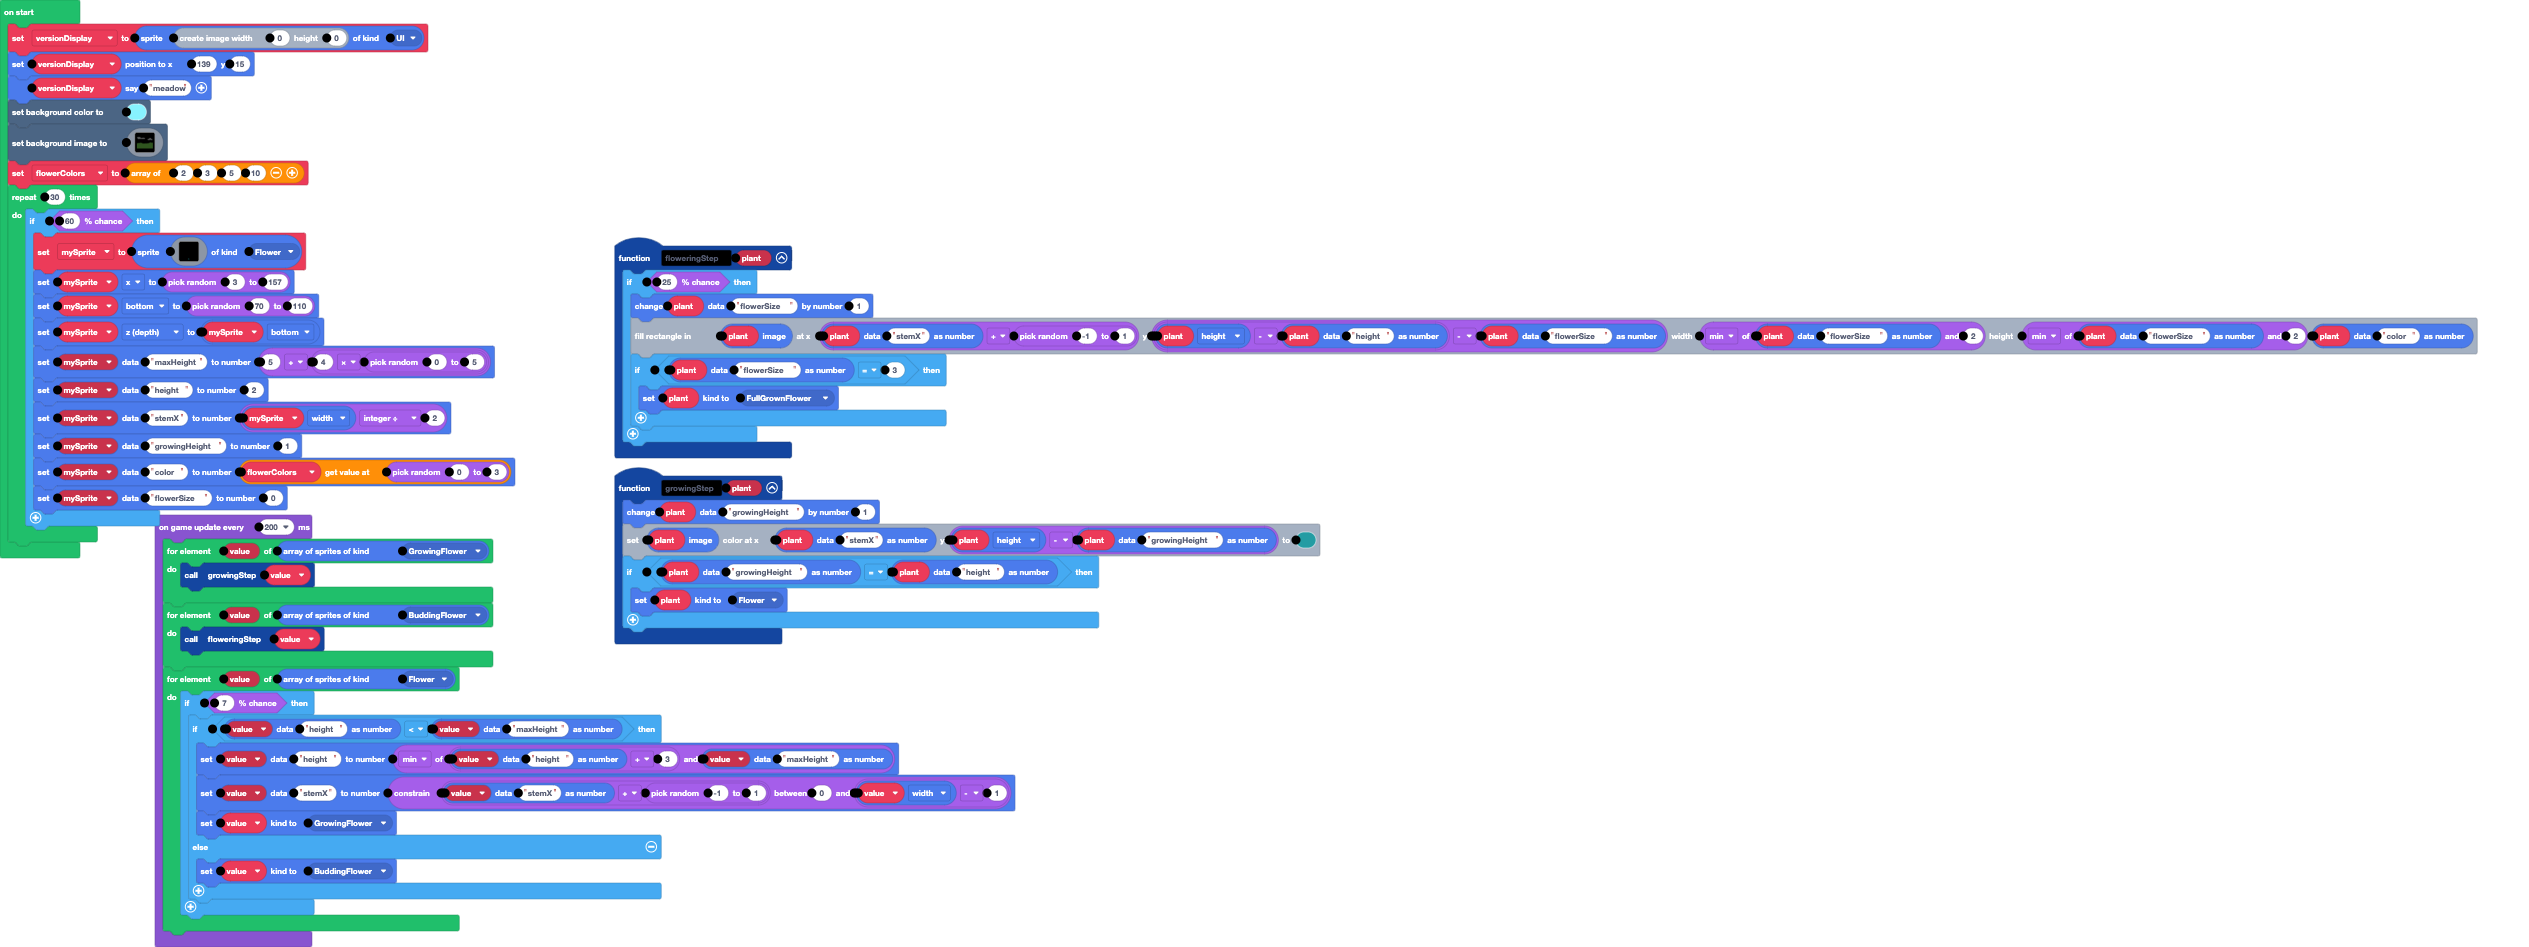 on start
set versionDisplay to sprite create image width 0 height 0 of kind UI
set versionDisplay position to x 139 y 15
versionDisplay say "meadow"
set background color to
set background image to
set flowerColors to array of 2 3 5 10
repeat 30 times
do if 60 % chance then
set mySprite to sprite of kind Flower
set mySprite x to pick random 3 to 157
set mySprite bottom to pick random 70 to 110
set mySprite z (depth) to mySprite bottom
set mySprite data "maxHeight" to number 5 + 4 × pick random 0 to 5
set mySprite data "height" to number 2
set mySprite data "stemX" to number mySprite width integer ÷ 2
set mySprite data "growingHeight" to number 1
set mySprite data "color" to number flowerColors get value at pick random 0 to 3
set mySprite data "flowerSize" to number 0
on game update every 200 ms
for element value of array of sprites of kind GrowingFlower
do call growingStep value
for element value of array of sprites of kind BuddingFlower
do call floweringStep value
for element value of array of sprites of kind Flower
do if 7 % chance then
if value data "height" as number < value data "maxHeight" as number then
set value data "height" to number min of value data "height" as number + 3 and value data "maxHeight" as number
set value data "stemX" to number constrain value data "stemX" as number + pick random -1 to 1 between 0 and value width - 1
set value kind to GrowingFlower
else
set value kind to BuddingFlower
function floweringStep plant
if 25 % chance then
change plant data "flowerSize" by number 1
fill rectangle in plant image at x plant data "stemX" as number + pick random -1 to 1 y plant height - plant data "height" as number - plant data "flowerSize" as number width min of plant data "flowerSize" as number and 2 height min of plant data "flowerSize" as number and 2 plant data "color" as number
if plant data "flowerSize" as number = 3 then
set plant kind to FullGrownFlower
function growingStep plant
change plant data "growingHeight" by number 1
set plant image color at x plant data "stemX" as number y plant height - plant data "growingHeight" as number to
if plant data "growingHeight" as number = plant data "height" as number then
set plant kind to Flower